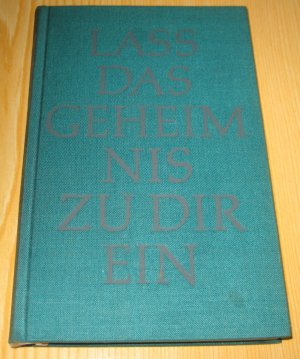 LASS
DAS
GEHEIM
NIS
ZU DIR
EIN